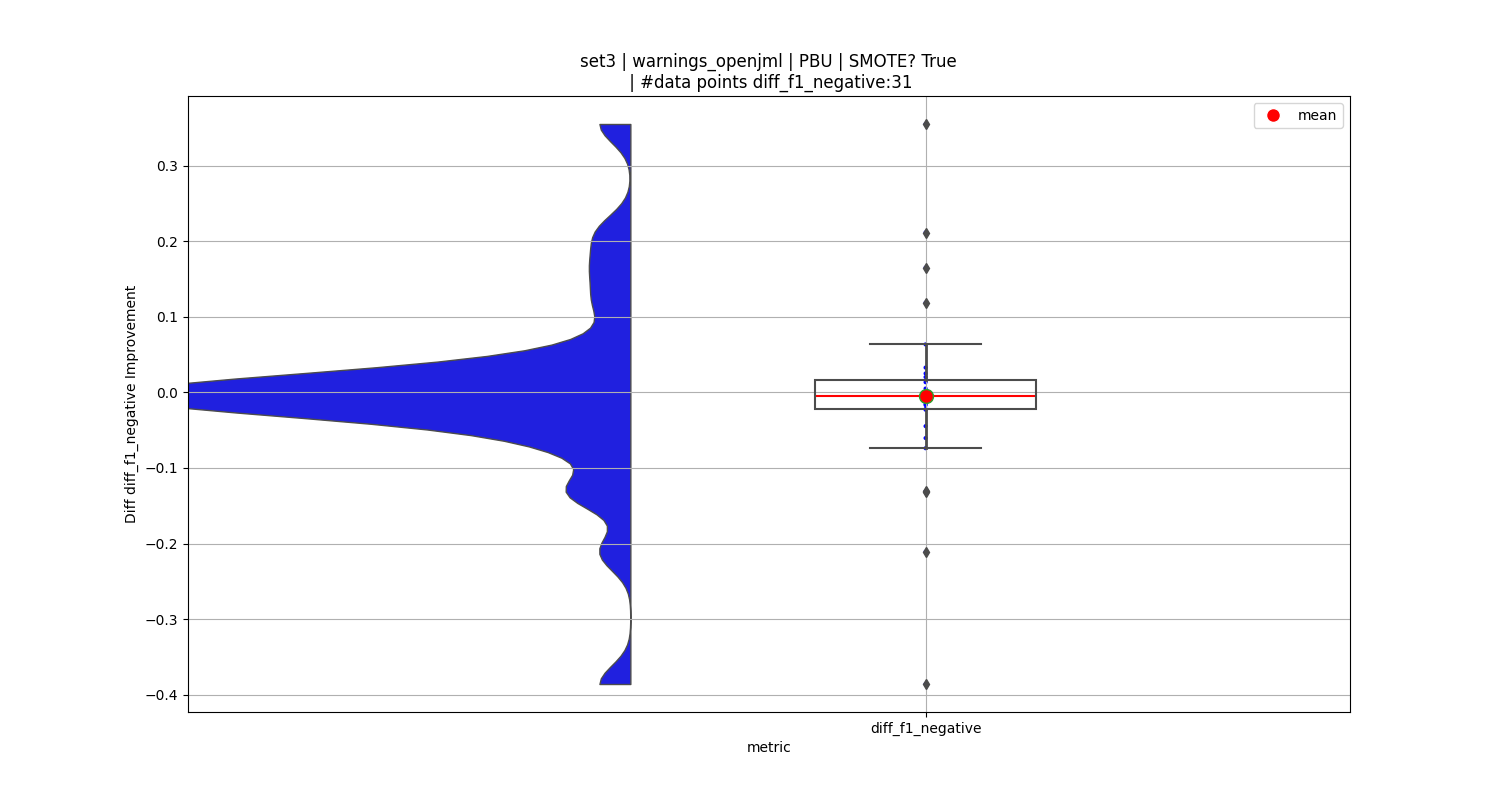 set3 | warnings_openjml | PBU | SMOTE? True
| #data points diff_f1_negative:31
mean
0.3
0.2
0.1
0.0
−0.1
−0.2
−0.3
−0.4
Diff diff_f1_negative Improvement
diff_f1_negative
metric